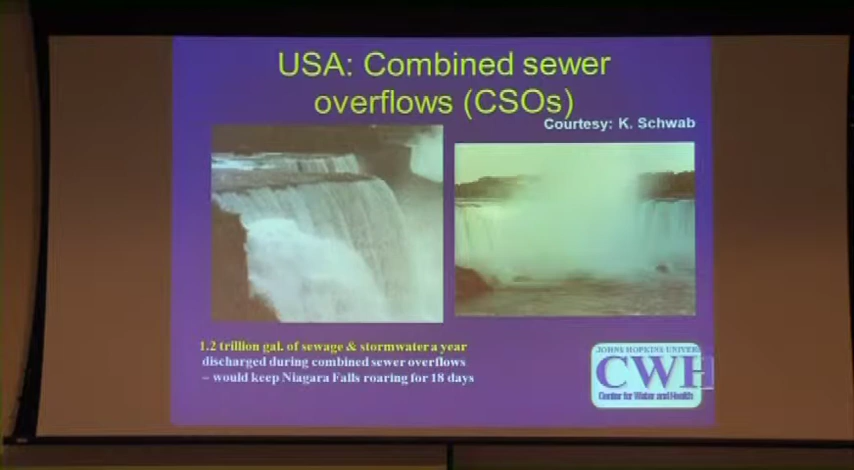 USA: Combined sewer
overflows (CSOs)
Courtesy: K. Schwab
1.2 trillion gal. of sewage & stormwater a year
discharged during combined sewer overflows
– would keep Niagara Falls roaring for 18 days
JOHNS HOPKINS UNIVER
CWH
Center for Water and Health